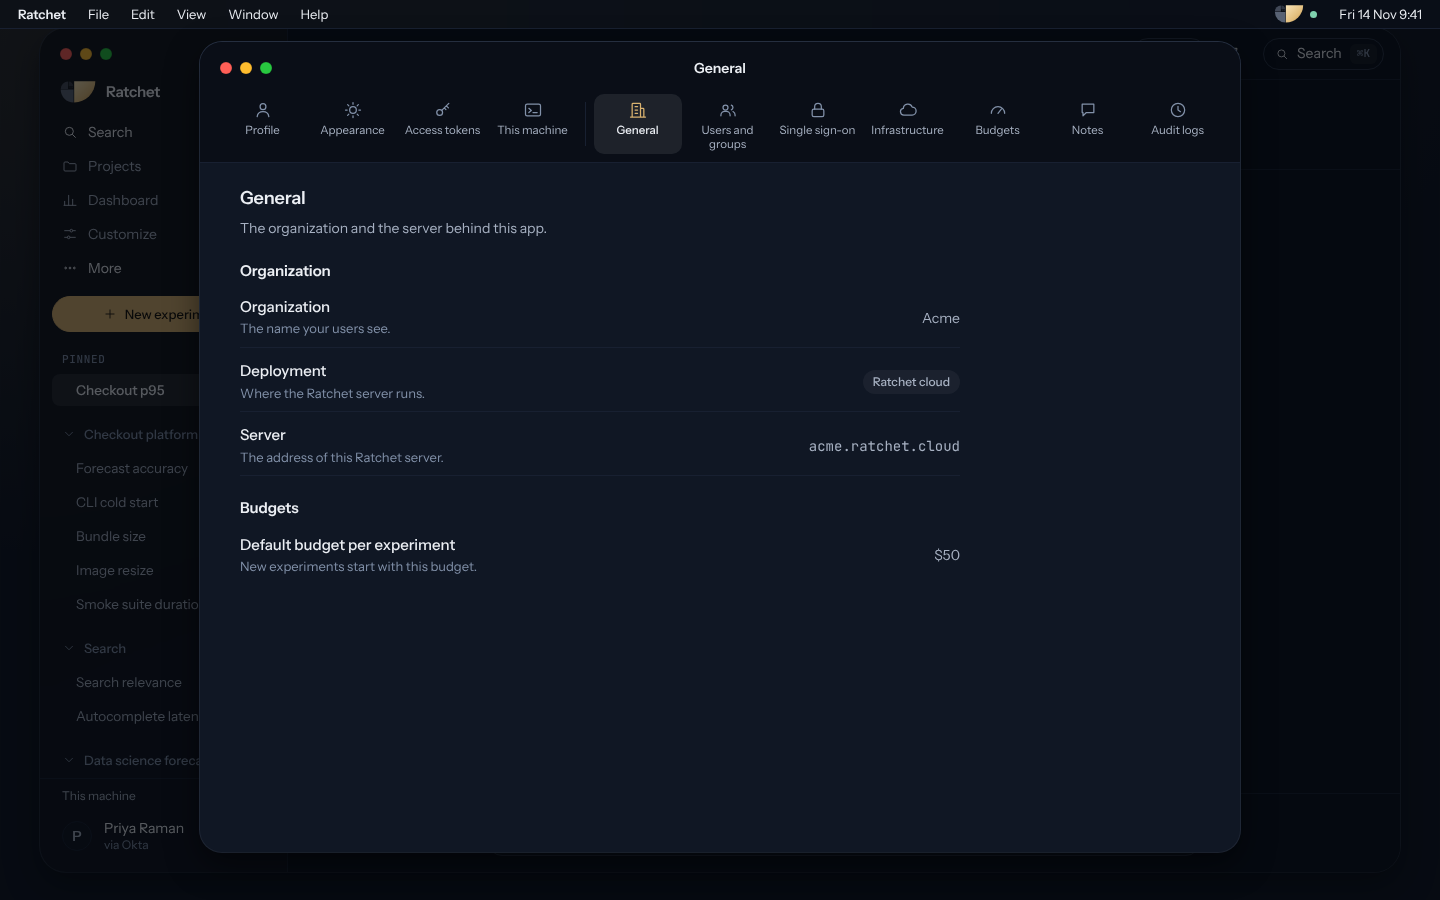 Ratchet File Edit View Window Help Fri 14 Nov 9:41
General
Search ⌘K
Ratchet
Profile
Appearance
Access tokens
This machine
General
Users and
groups
Single sign-on
Infrastructure
Budgets
Notes
Audit logs
Search
Projects
Dashboard
Customize
More
New experim
PINNED
Checkout p95
Checkout platform
Forecast accuracy
CLI cold start
Bundle size
Image resize
Smoke suite duratio
Search
Search relevance
Autocomplete laten
Data science foreca
This machine
P
Priya Raman
via Okta
General
The organization and the server behind this app.
Organization
Organization
The name your users see.
Acme
Deployment
Where the Ratchet server runs.
Ratchet cloud
Server
The address of this Ratchet server.
acme.ratchet.cloud
Budgets
Default budget per experiment
New experiments start with this budget.
$50